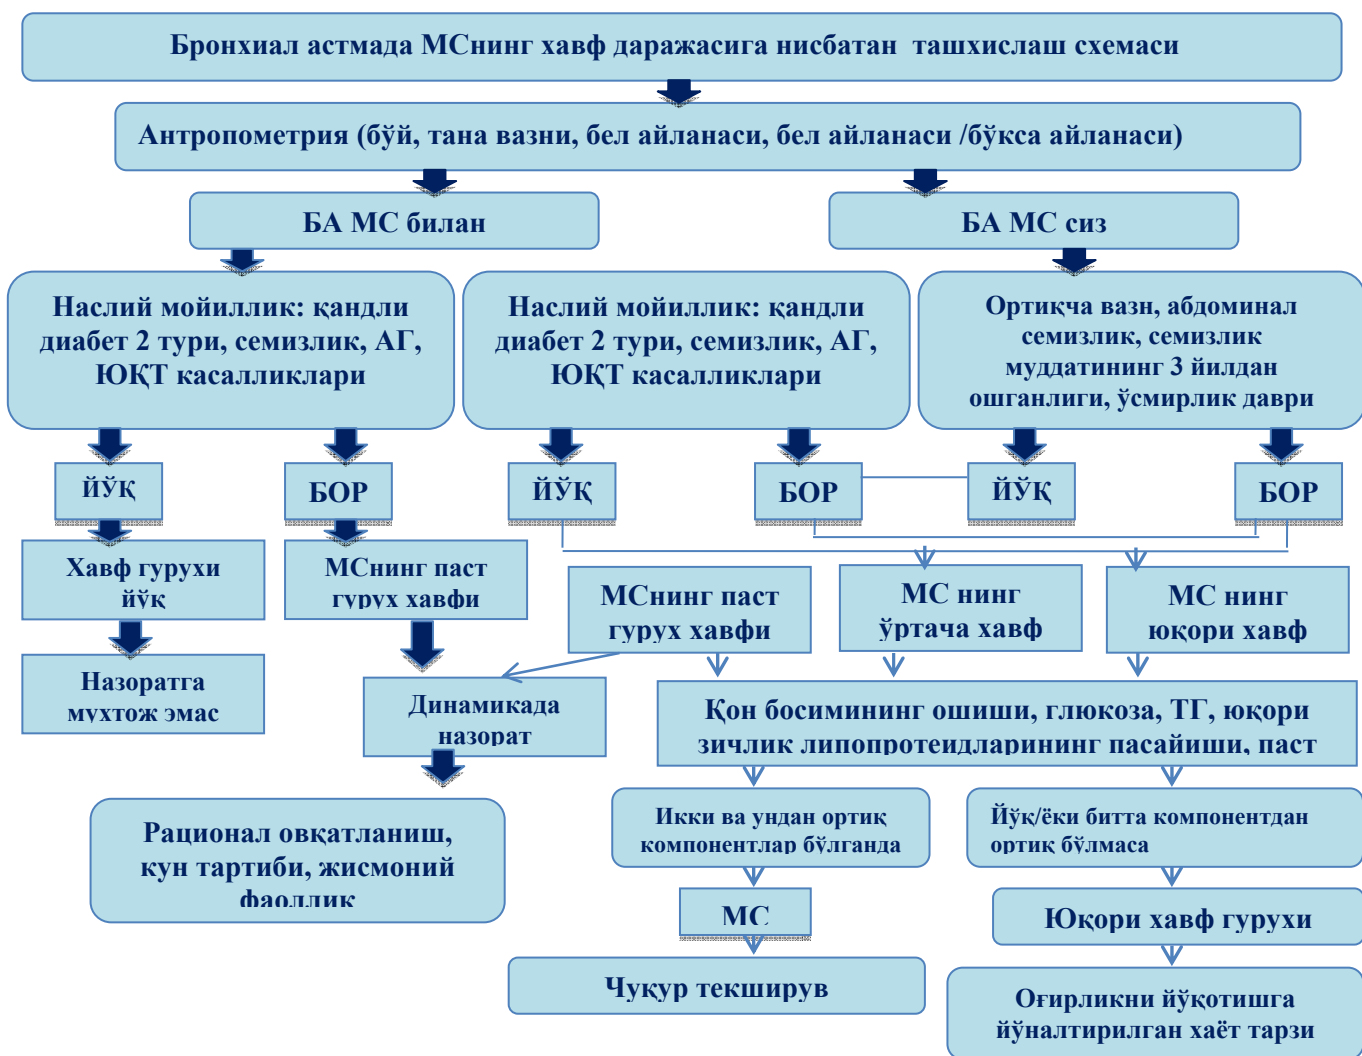 Бронхиал астмада МСнинг хавф даражасига нисбатан ташхислаш схемаси
Антропометрия (бўй, тана вазни, бел айланаси, бел айланаси /бўкса айланаси)
БА МС билан
БА МС сиз
Наслий мойиллик: қандли
диабет 2 тури, семизлик, АГ,
ЮҚТ касалликлари
Наслий мойиллик: қандли
диабет 2 тури, семизлик, АГ,
ЮҚТ касалликлари
Ортиқча вазн, абдоминал
семизлик, семизлик
муддатининг 3 йилдан
ошганлиги, ўсмирлик даври
ЙЎҚ
БОР
ЙЎҚ
БОР
ЙЎҚ
БОР
Хавф гурухи
йўқ
МСнинг паст
гурух хавфи
МСнинг паст
гурух хавфи
МС нинг
ўртача хавф
МС нинг
юқори хавф
Назоратга
мухтож эмас
Динамикада
назорат
Қон босимининг ошиши, глюкоза, ТГ, юқори
зичлик липопротеидларининг пасайиши, паст
Рационал овқатланиш,
кун тартиби, жисмоний
фаоллик
Икки ва ундан ортиқ
компонентлар бўлганда
Йўқ/ёки битта компонентдан
ортиқ бўлмаса
МС
Юқори хавф гурухи
Чуқур текширув
Оғирликни йўқотишга
йўналтирилган хаёт тарзи